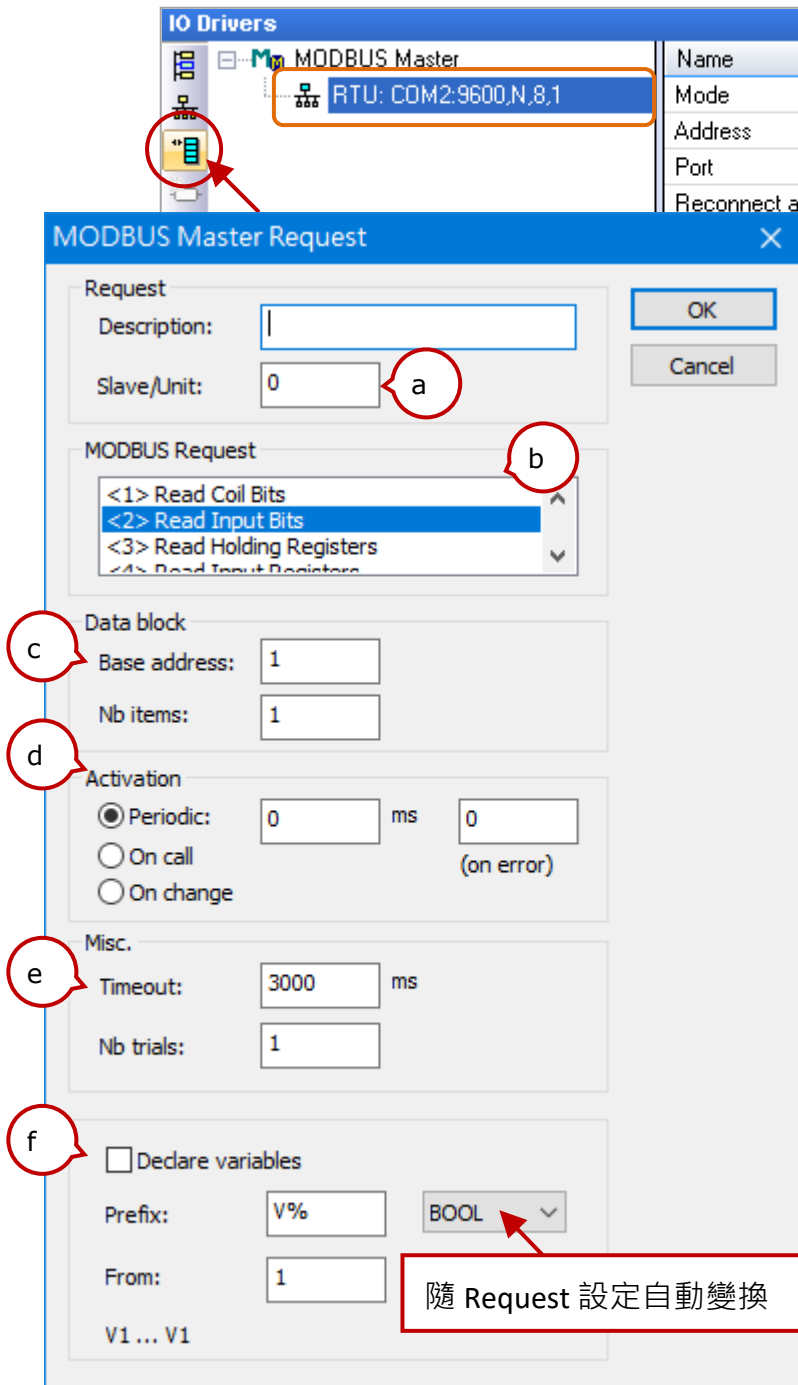 IO Drivers
MODBUS Master
RTU: COM2:9600,N,8,1
Name
Mode
Address
Port
Reconnect a
MODBUS Master Request
Request
Description:
OK
Slave/Unit: 0
a
Cancel
MODBUS Request
b
<1> Read Coil Bits
<2> Read Input Bits
<3> Read Holding Registers
<4> Read Input Registers
Data block
c
Base address: 1
Nb items: 1
d
Activation
Periodic: 0 ms 0
On call
(on error)
On change
Misc.
e
Timeout: 3000 ms
Nb trials: 1
f
Declare variables
Prefix: V% BOOL
From: 1
隨 Request 設定自動變換
V1 ... V1